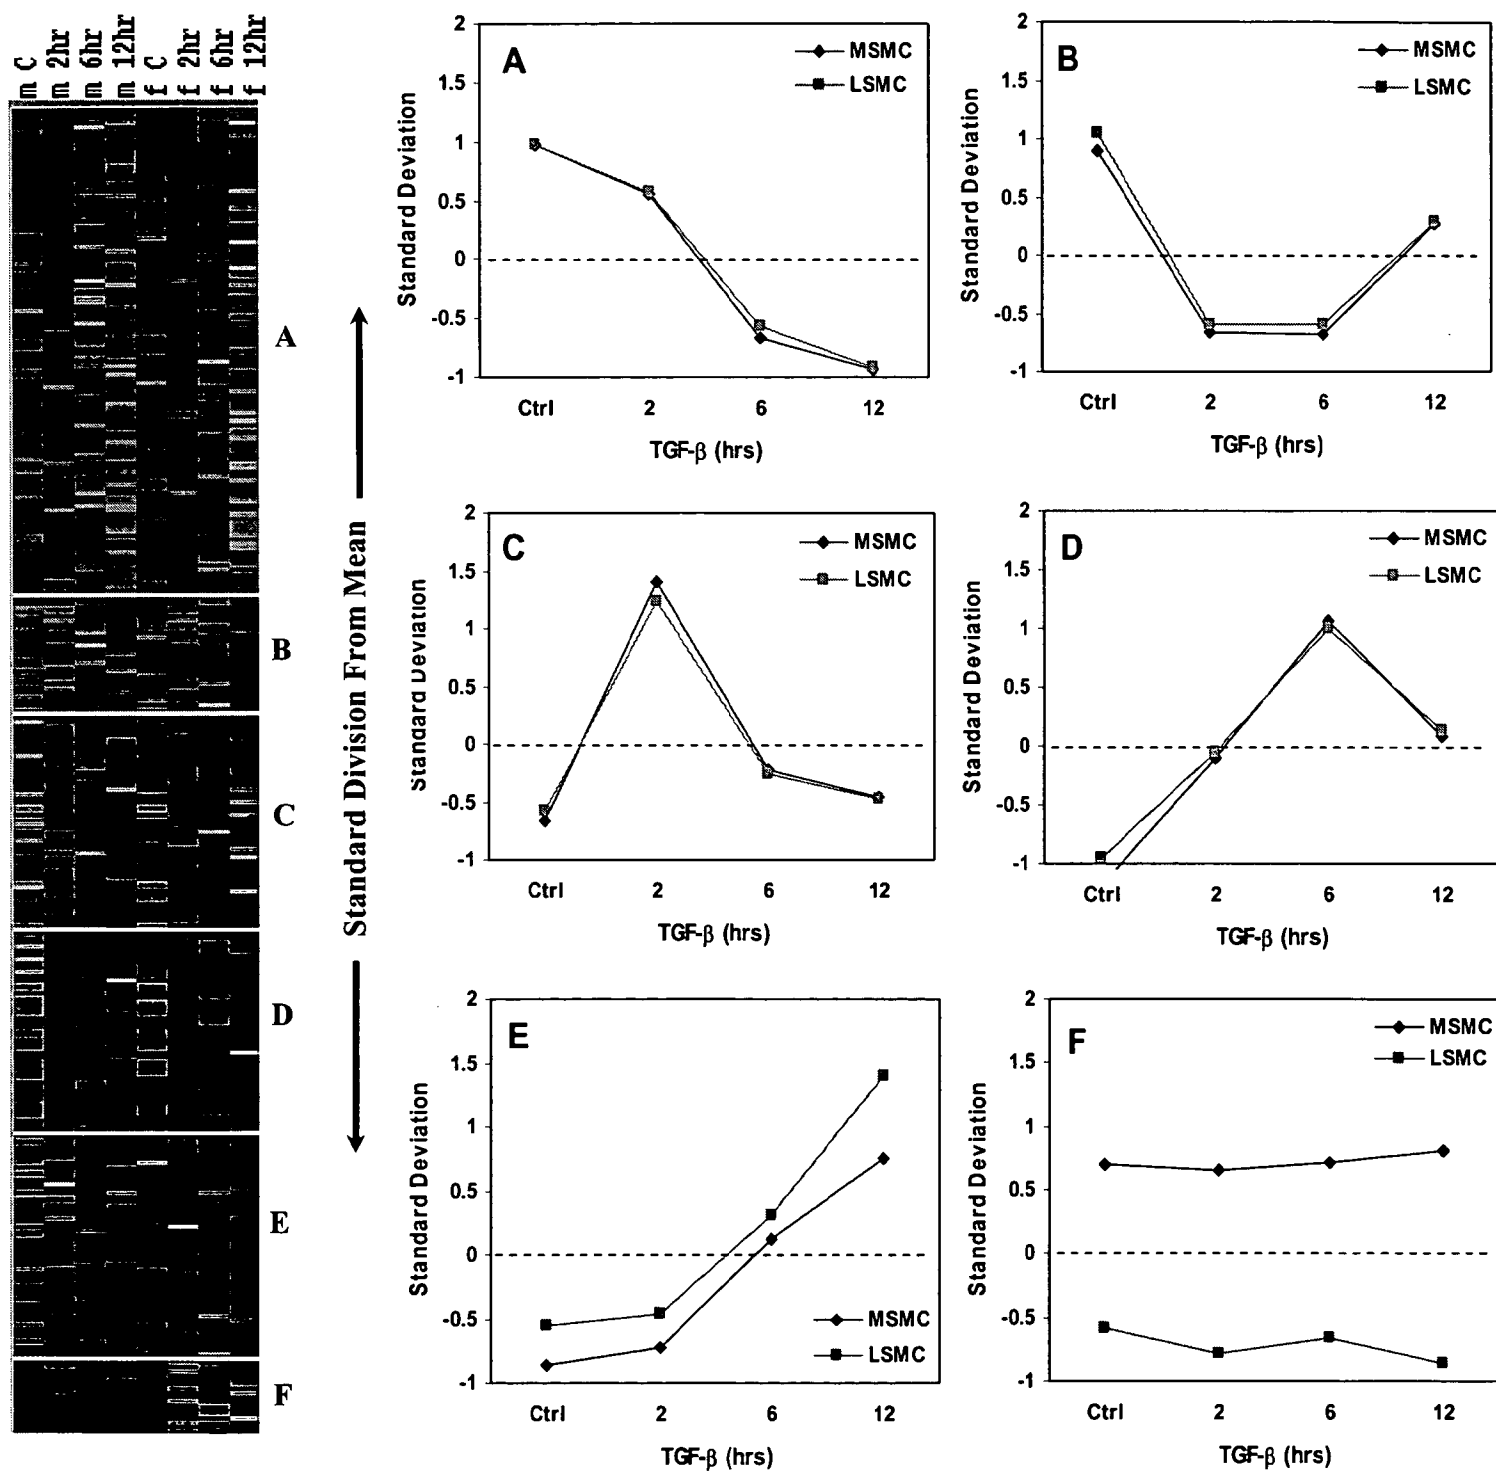 m C
m 2hr
m 6hr
m 12hr
f C
f 2hr
f 6hr
f 12hr
A
B
C
D
E
F
Standard Division From Mean
A
MSMC
LSMC
Standard Deviation
2
1.5
1
0.5
0
-0.5
-1
Ctrl 2 6 12
TGF-β (hrs)
B
MSMC
LSMC
Standard Deviation
2
1.5
1
0.5
0
-0.5
-1
Ctrl 2 6 12
TGF-β (hrs)
C
MSMC
LSMC
Standard Deviation
2
1.5
1
0.5
0
-0.5
-1
Ctrl 2 6 12
TGF-β (hrs)
D
MSMC
LSMC
Standard Deviation
2
1.5
1
0.5
0
-0.5
-1
Ctrl 2 6 12
TGF-β (hrs)
E
MSMC
LSMC
Standard Deviation
2
1.5
1
0.5
0
-0.5
-1
Ctrl 2 6 12
TGF-β (hrs)
F
MSMC
LSMC
Standard Deviation
2
1.5
1
0.5
0
-0.5
-1
Ctrl 2 6 12
TGF-β (hrs)